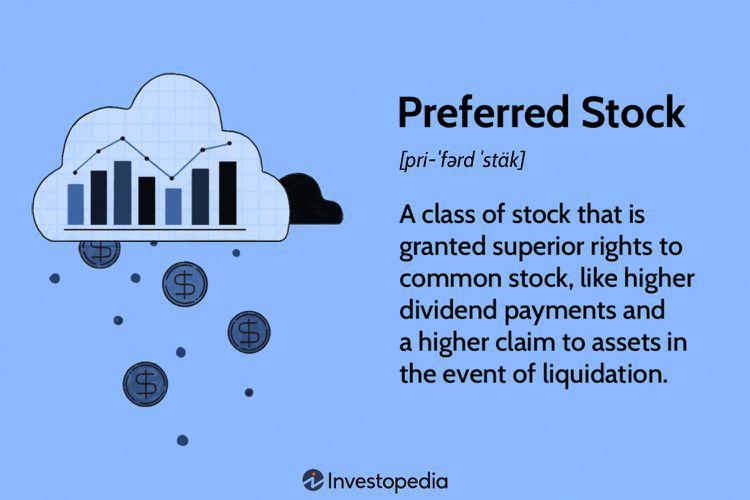 Preferred Stock
[pri-ˈfərd ˈstäk]
A class of stock that is
granted superior rights to
common stock, like higher
dividend payments and
a higher claim to assets in
the event of liquidation.
$
$
$
$
Investopedia